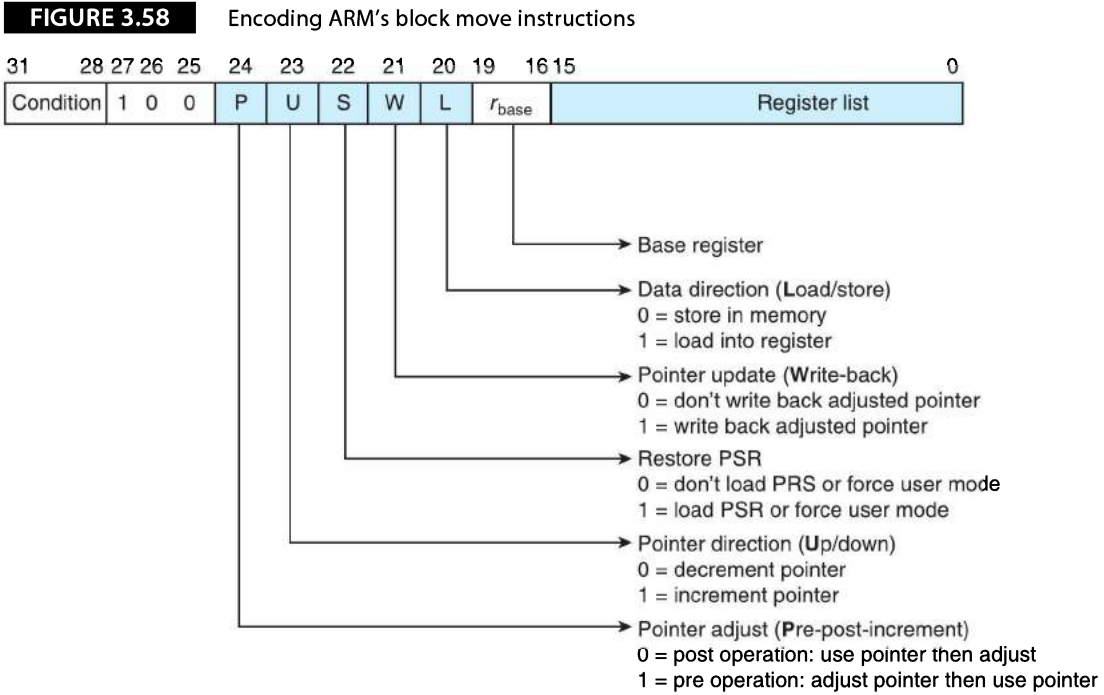 FIGURE 3.58 Encoding ARM's block move instructions
31 28 27 26 25 24 23 22 21 20 19 16 15 0
Condition 1 0 0 P U S W L rbase Register list
Base register
Data direction (Load/store)
0 = store in memory
1 = load into register
Pointer update (Write-back)
0 = don't write back adjusted pointer
1 = write back adjusted pointer
Restore PSR
0 = don't load PRS or force user mode
1 = load PSR or force user mode
Pointer direction (Up/down)
0 = decrement pointer
1 = increment pointer
Pointer adjust (Pre-post-increment)
0 = post operation: use pointer then adjust
1 = pre operation: adjust pointer then use pointer